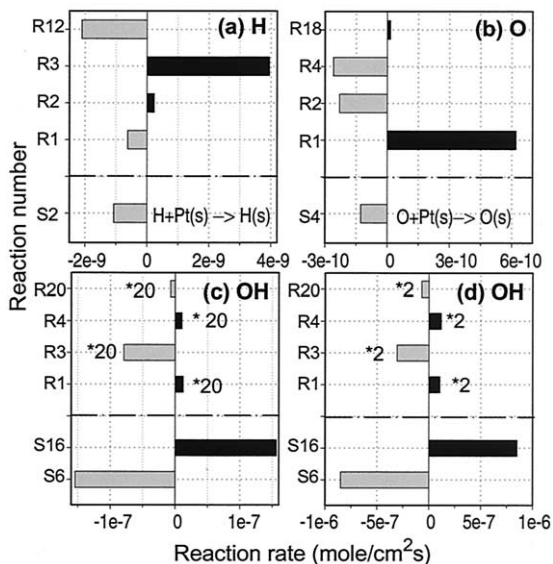 Reaction number
(a) H
R12
R3
R2
R1
S2
H+Pt(s) —> H(s)
-2e-9 0 2e-9 4e-9
(b) O
R18
R4
R2
R1
S4
O+Pt(s)—> O(s)
-3e-10 0 3e-10 6e-10
(c) OH
R20 *20
R4 * 20
R3 *20
R1 *20
S16
S6
-1e-7 0 1e-7
(d) OH
R20 *2
R4 *2
R3 *2
R1 *2
S16
S6
-1e-6 -5e-7 0 5e-7 1e-6
Reaction rate (mole/cm²s)